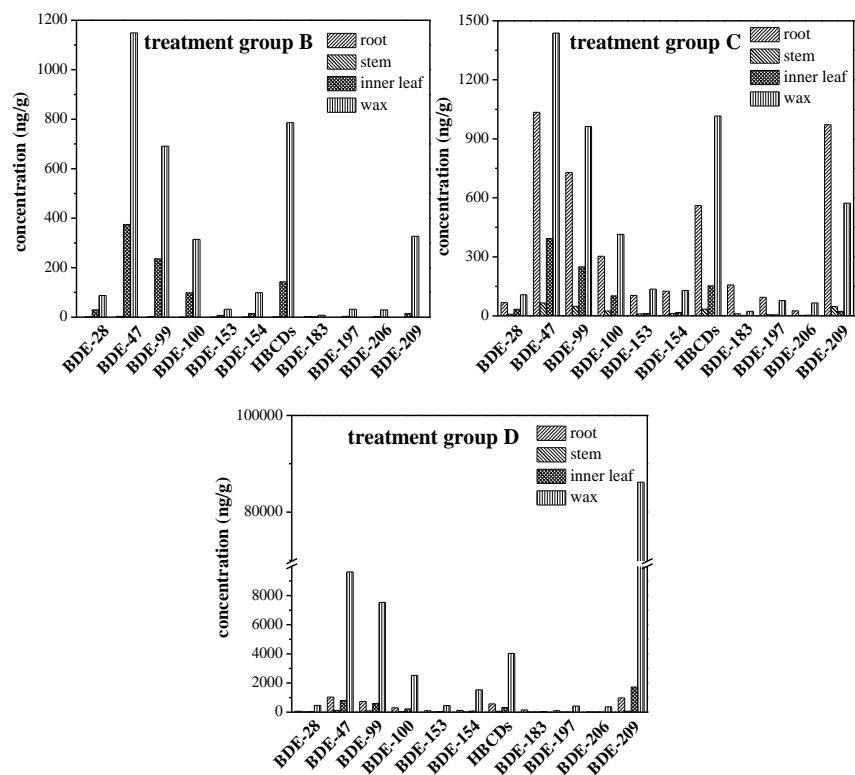 treatment group B
root
stem
inner leaf
wax
concentration (ng/g)
1200
1000
800
600
400
200
0
BDE-28
BDE-47
BDE-99
BDE-100
BDE-153
BDE-154
HBCDs
BDE-183
BDE-197
BDE-206
BDE-209
treatment group C
root
stem
inner leaf
wax
concentration (ng/g)
1500
1200
900
600
300
0
BDE-28
BDE-47
BDE-99
BDE-100
BDE-153
BDE-154
HBCDs
BDE-183
BDE-197
BDE-206
BDE-209
treatment group D
root
stem
inner leaf
wax
concentration (ng/g)
100000
80000
8000
6000
4000
2000
0
BDE-28
BDE-47
BDE-99
BDE-100
BDE-153
BDE-154
HBCDs
BDE-183
BDE-197
BDE-206
BDE-209